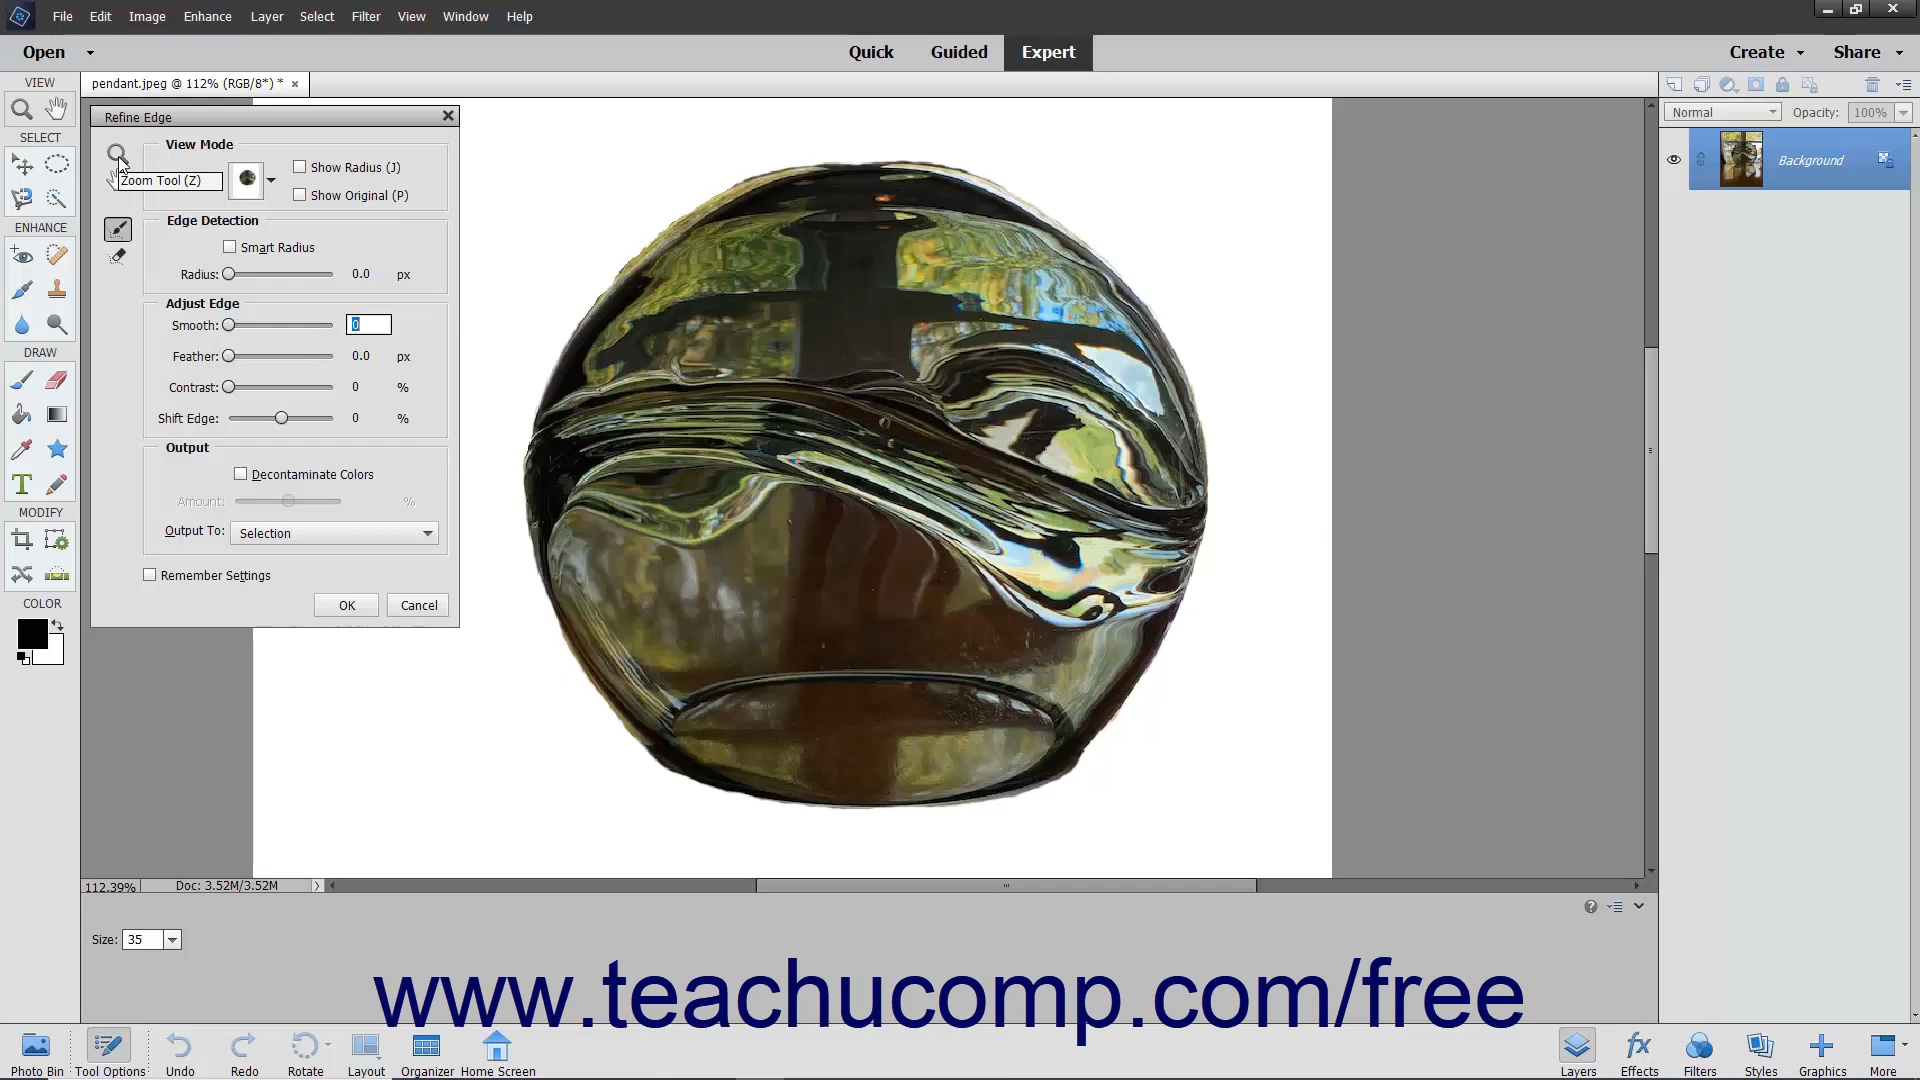 File Edit Image Enhance Layer Select Filter View Window Help
Open Quick Guided Expert Create Share
VIEW
pendant.jpeg @ 112% (RGB/8*) *
Normal Opacity: 100%
Refine Edge
SELECT
View Mode
Show Radius (J)
Zoom Tool (Z)
Show Original (P)
Background
Edge Detection
ENHANCE
Smart Radius
Radius: 0.0 px
Adjust Edge
Smooth: 0
DRAW
Feather: 0.0 px
Contrast: 0 %
Shift Edge: 0 %
Output
Decontaminate Colors
Amount: %
MODIFY
Output To: Selection
Remember Settings
COLOR
OK Cancel
112.39% Doc: 3.52M/3.52M
Size: 35
www.teachucomp.com/free
Photo Bin Tool Options Undo Redo Rotate Layout Organizer Home Screen Layers Effects Filters Styles Graphics More